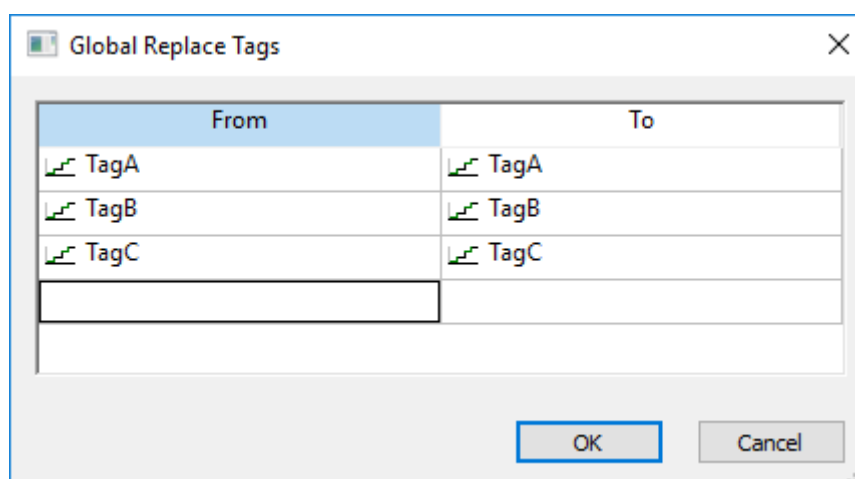 Global Replace Tags
From To
TagA TagA
TagB TagB
TagC TagC
OK Cancel